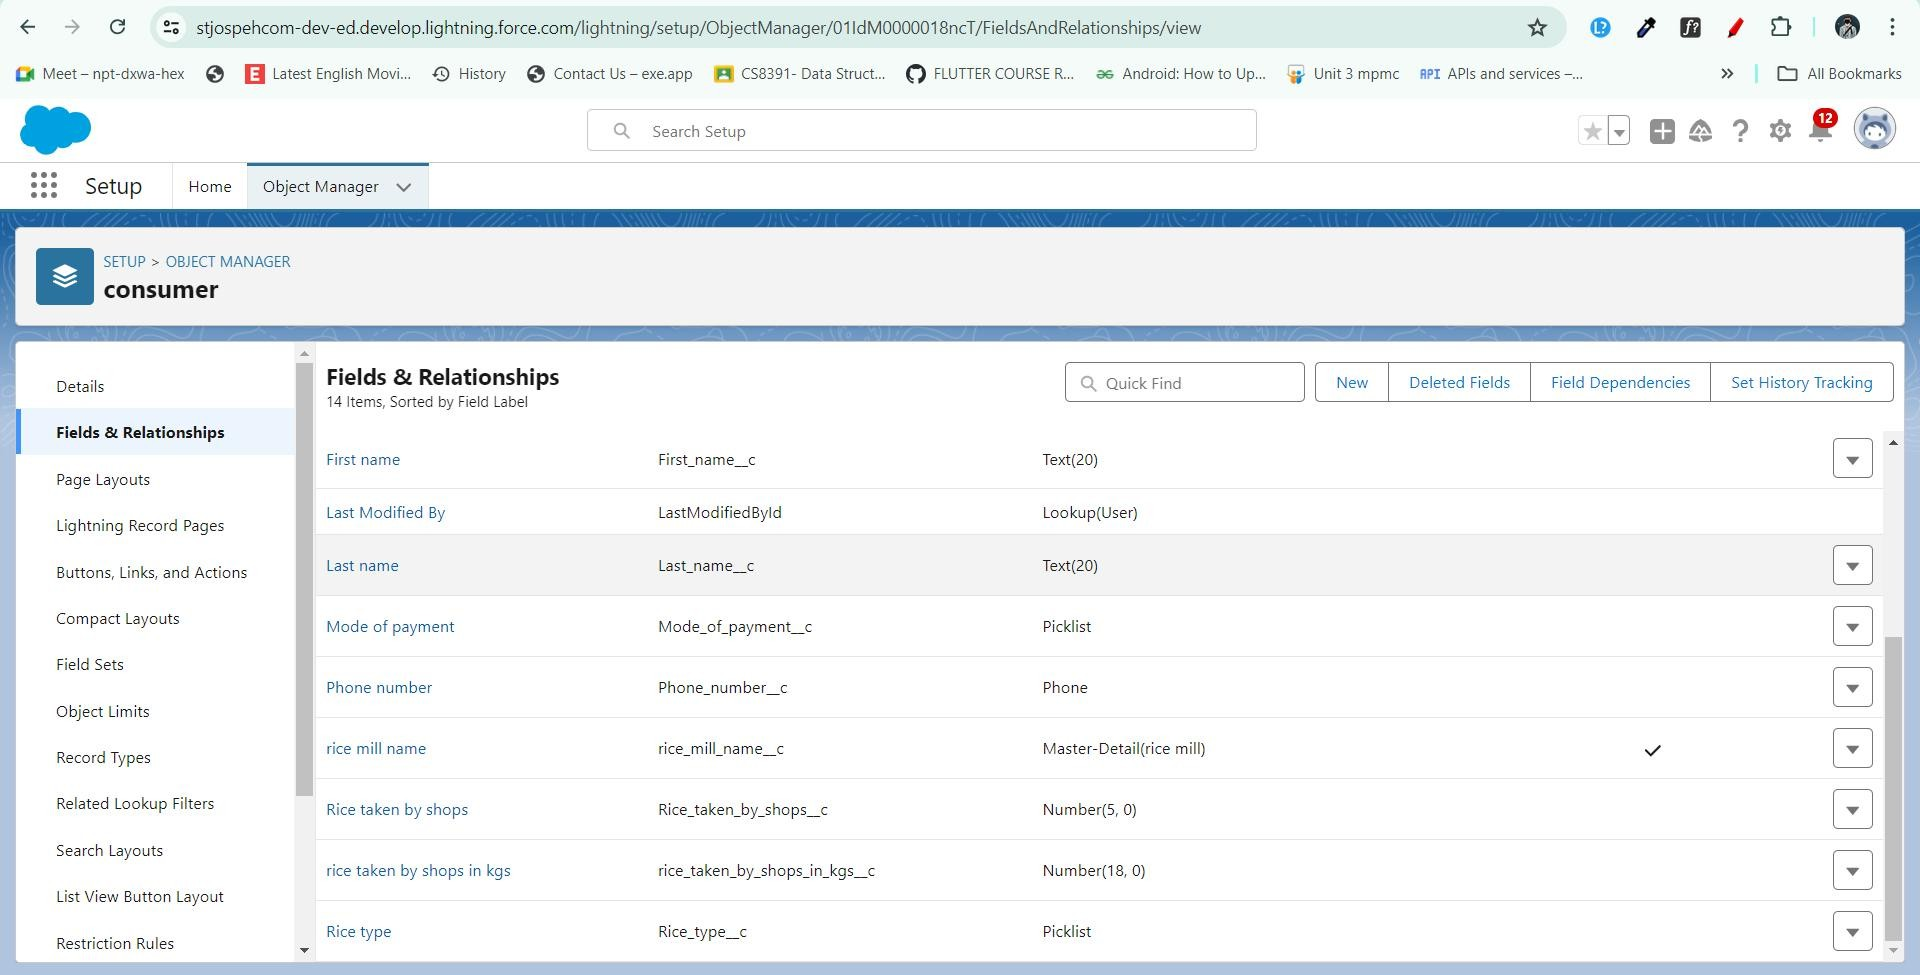 stjospehcom-dev-ed.develop.lightning.force.com/lightning/setup/ObjectManager/01IdM0000018ncT/FieldsAndRelationships/view
Meet – npt-dxwa-hex
Latest English Movi...
History
Contact Us – exe.app
CS8391- Data Struct...
FLUTTER COURSE R...
Android: How to Up...
Unit 3 mpmc
API APIs and services –...
All Bookmarks
Search Setup
12
Setup
Home
Object Manager
SETUP > OBJECT MANAGER
consumer
Details
Fields & Relationships
Page Layouts
Lightning Record Pages
Buttons, Links, and Actions
Compact Layouts
Field Sets
Object Limits
Record Types
Related Lookup Filters
Search Layouts
List View Button Layout
Restriction Rules
Fields & Relationships
14 Items, Sorted by Field Label
Quick Find
New
Deleted Fields
Field Dependencies
Set History Tracking
First name First_name__c Text(20)
Last Modified By LastModifiedById Lookup(User)
Last name Last_name__c Text(20)
Mode of payment Mode_of_payment__c Picklist
Phone number Phone_number__c Phone
rice mill name rice_mill_name__c Master-Detail(rice mill)
Rice taken by shops Rice_taken_by_shops__c Number(5, 0)
rice taken by shops in kgs rice_taken_by_shops_in_kgs__c Number(18, 0)
Rice type Rice_type__c Picklist